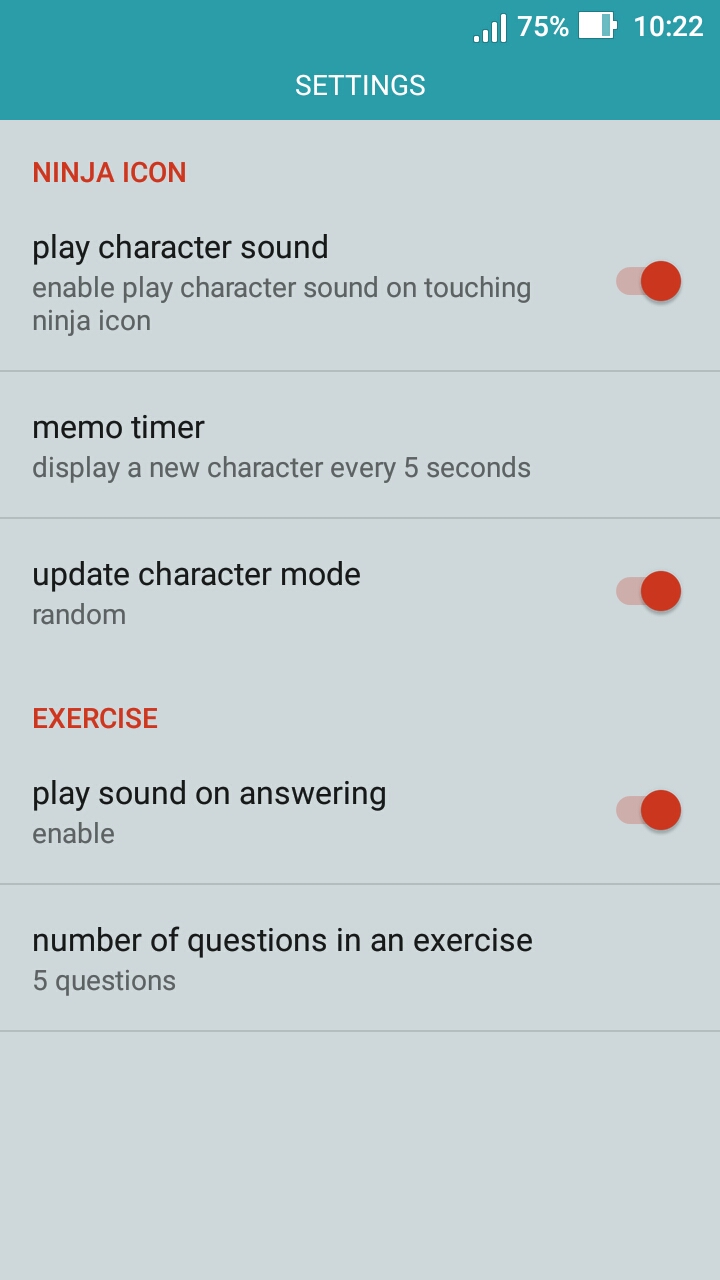 75% 10:22
SETTINGS
NINJA ICON
play character sound
enable play character sound on touching
ninja icon
memo timer
display a new character every 5 seconds
update character mode
random
EXERCISE
play sound on answering
enable
number of questions in an exercise
5 questions